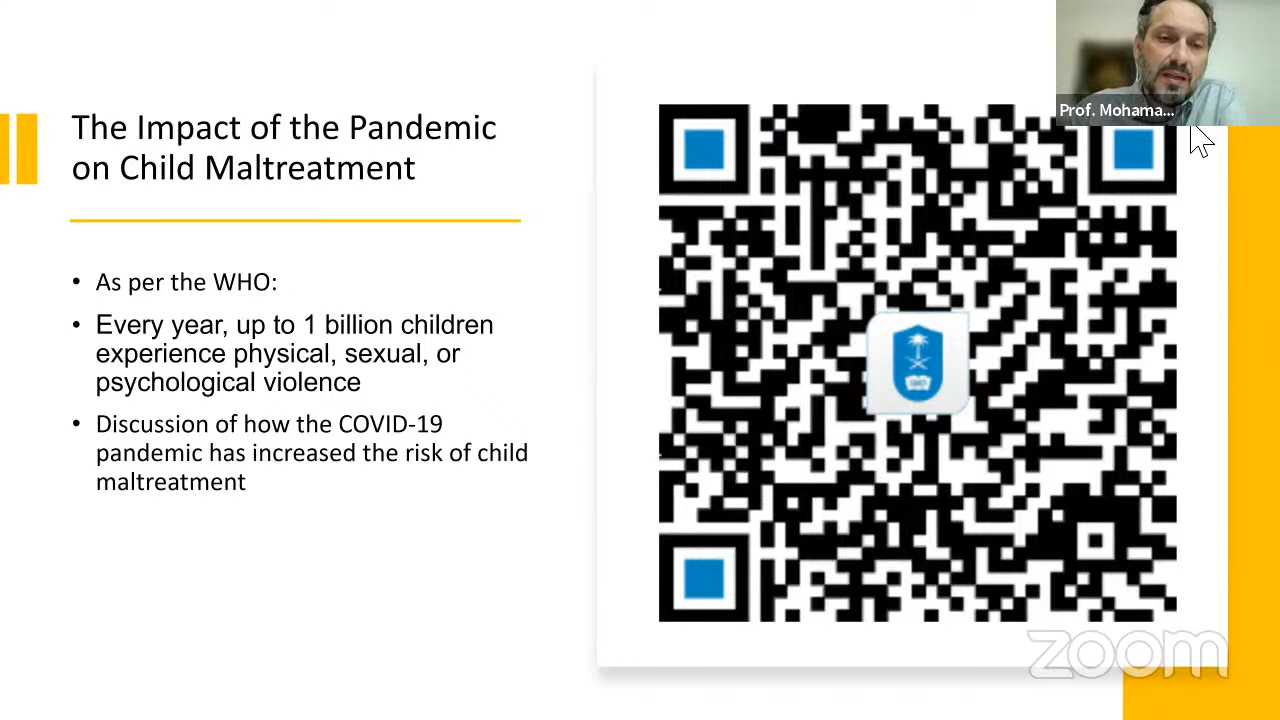 The Impact of the Pandemic
on Child Maltreatment
• As per the WHO:
• Every year, up to 1 billion children
experience physical, sexual, or
psychological violence
• Discussion of how the COVID-19
pandemic has increased the risk of child
maltreatment
Prof. Mohama...
zoom